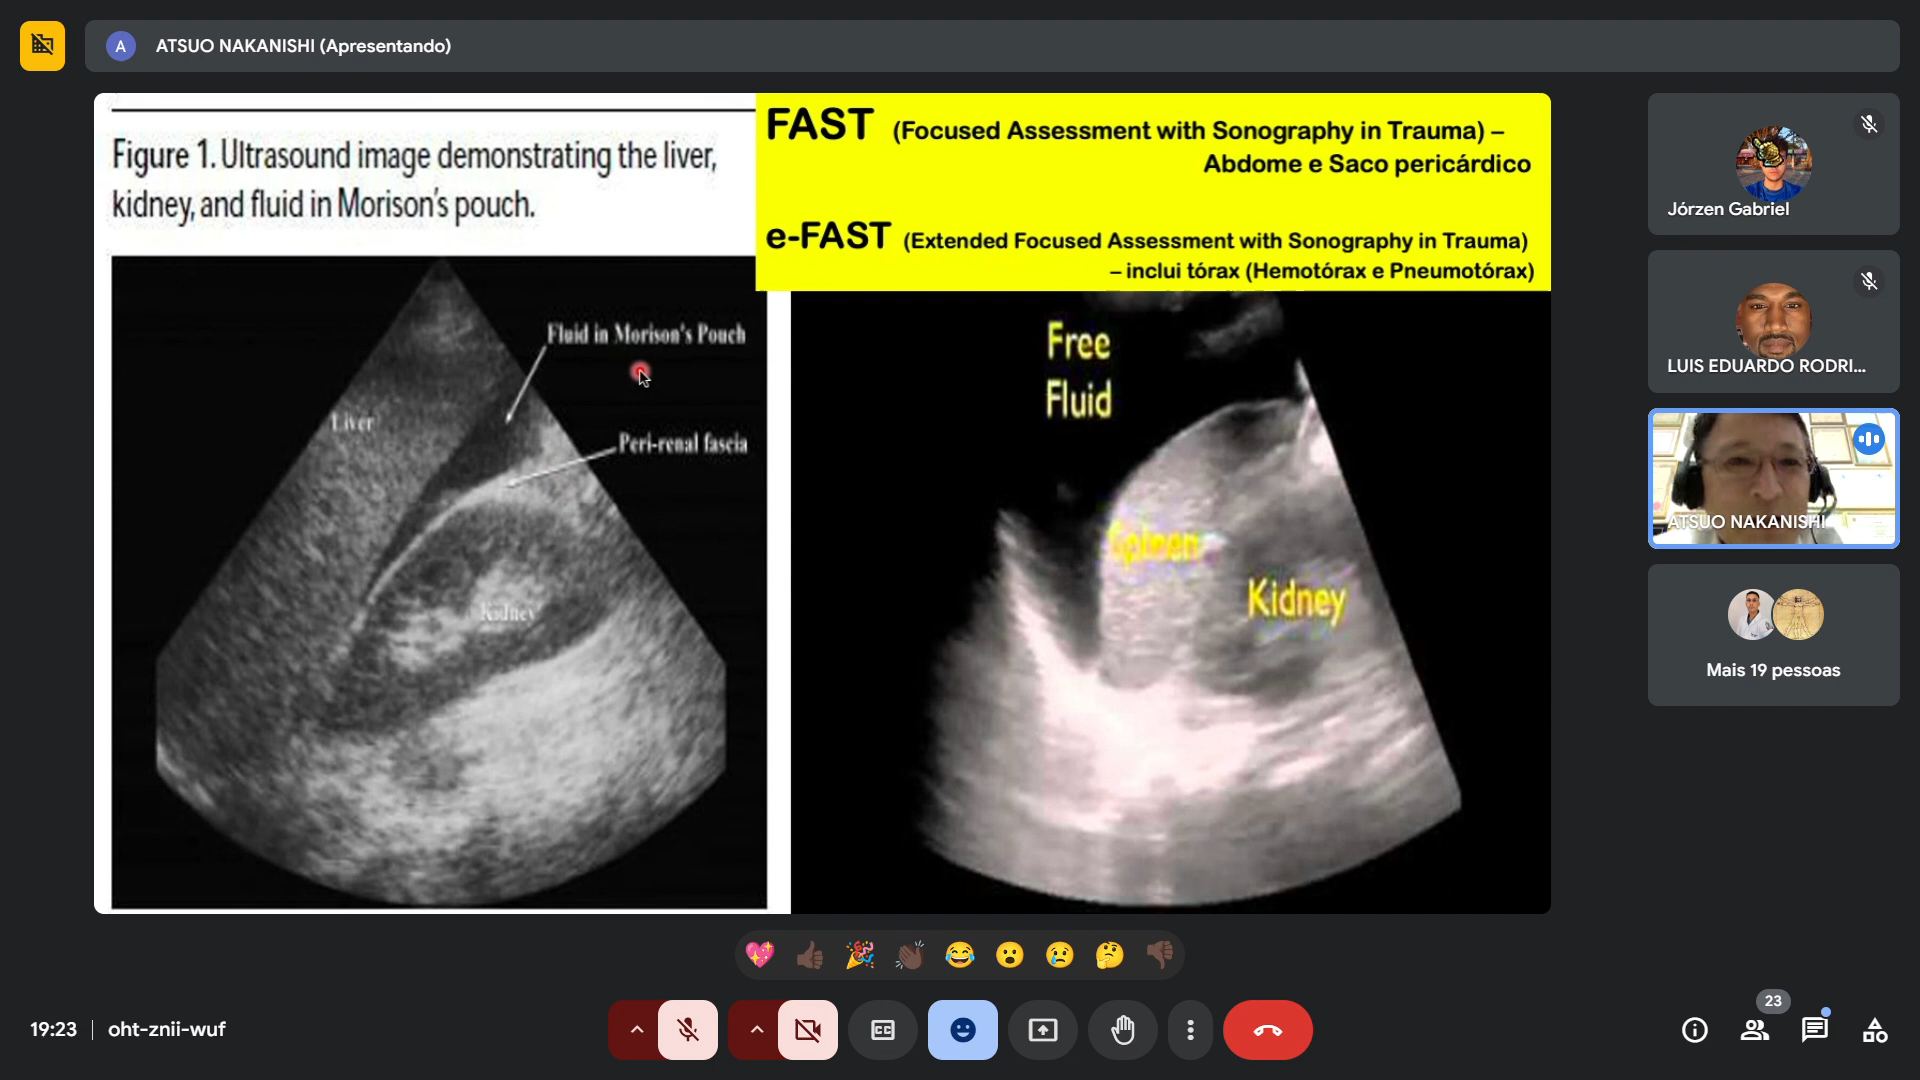 A
ATSUO NAKANISHI (Apresentando)
Figure 1. Ultrasound image demonstrating the liver,
kidney, and fluid in Morison's pouch.
FAST (Focused Assessment with Sonography in Trauma) –
Abdome e Saco pericárdico
e-FAST (Extended Focused Assessment with Sonography in Trauma)
– inclui tórax (Hemotórax e Pneumotórax)
Fluid in Morison's Pouch
Liver
Peri-renal fascia
Kidney
Free
Fluid
Spleen
Kidney
Jórzen Gabriel
LUIS EDUARDO RODRI...
ATSUO NAKANISHI
Mais 19 pessoas
19:23
oht-znii-wuf
CC
23